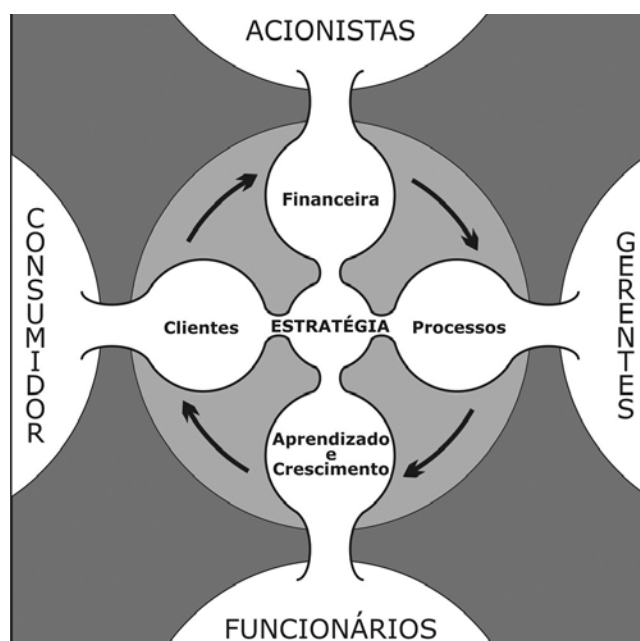 ACIONISTAS
Financeira
CONSUMIDOR
Clientes
ESTRATÉGIA
Processos
GERENTES
Aprendizado
e
Crescimento
FUNCIONÁRIOS